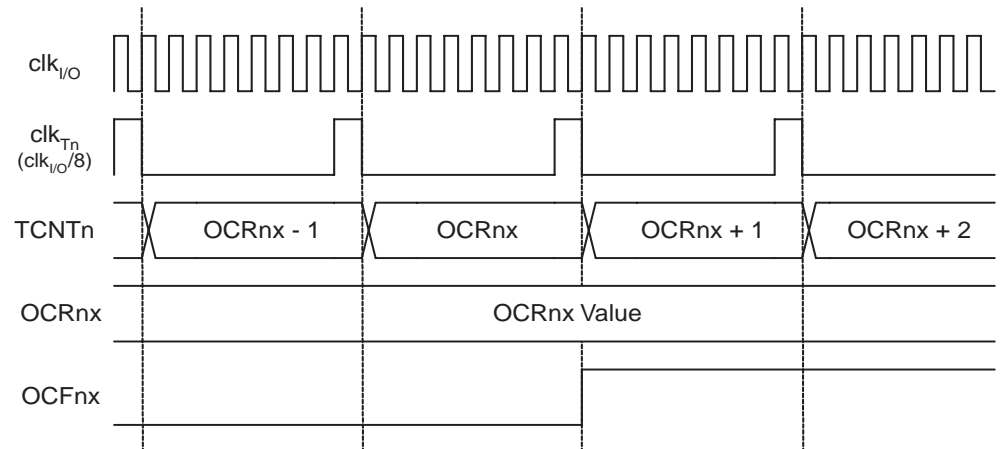 clkI/O
clkTn
(clkI/O/8)
TCNTn OCRnx - 1 OCRnx OCRnx + 1 OCRnx + 2
OCRnx OCRnx Value
OCFnx